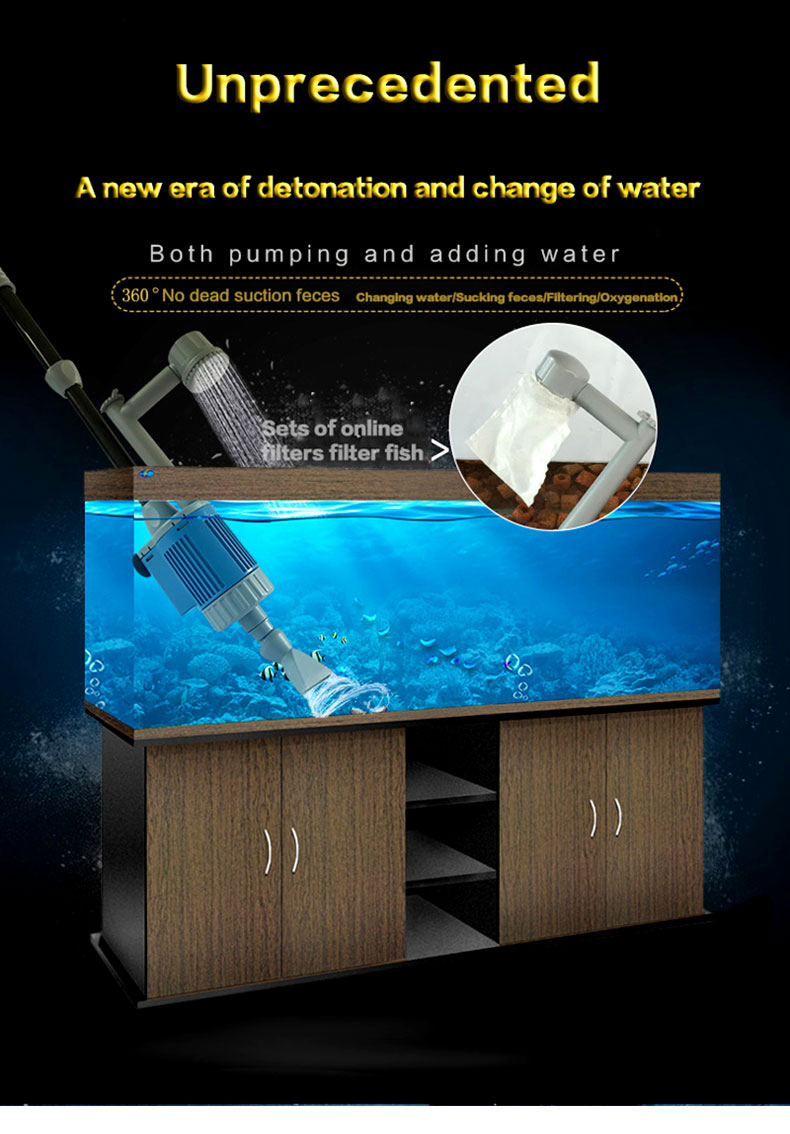 Unprecedented
A new era of detonation and change of water
Both pumping and adding water
360° No dead suction feces Changing water/Sucking feces/Filtering/Oxygenation
Sets of online
filters filter fish >